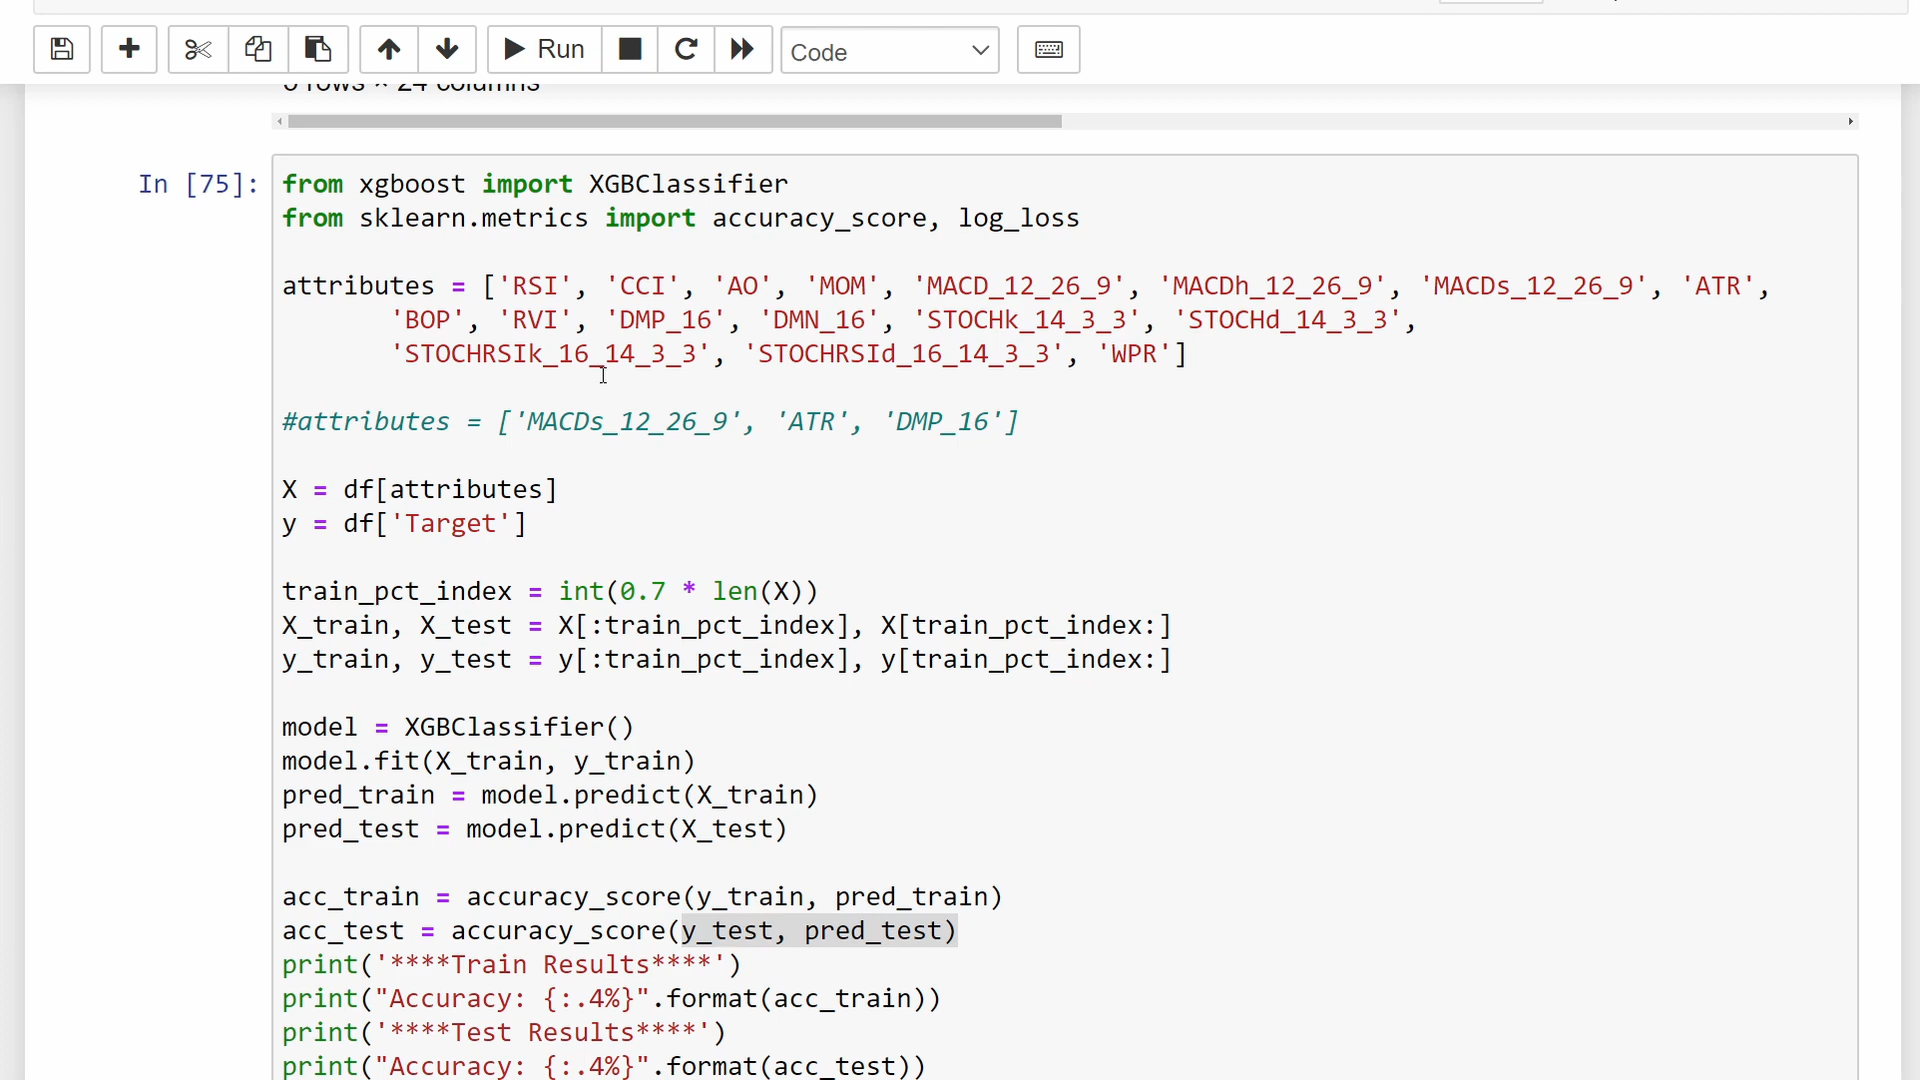 Run
Code
rows × 24 columns
In [75]:
from xgboost import XGBClassifier
from sklearn.metrics import accuracy_score, log_loss
attributes = ['RSI', 'CCI', 'AO', 'MOM', 'MACD_12_26_9', 'MACDh_12_26_9', 'MACDs_12_26_9', 'ATR',
'BOP', 'RVI', 'DMP_16', 'DMN_16', 'STOCHk_14_3_3', 'STOCHd_14_3_3',
'STOCHRSIk_16_14_3_3', 'STOCHRSId_16_14_3_3', 'WPR']
#attributes = ['MACDs_12_26_9', 'ATR', 'DMP_16']
X = df[attributes]
y = df['Target']
train_pct_index = int(0.7 * len(X))
X_train, X_test = X[:train_pct_index], X[train_pct_index:]
y_train, y_test = y[:train_pct_index], y[train_pct_index:]
model = XGBClassifier()
model.fit(X_train, y_train)
pred_train = model.predict(X_train)
pred_test = model.predict(X_test)
acc_train = accuracy_score(y_train, pred_train)
acc_test = accuracy_score(y_test, pred_test)
print('****Train Results****')
print("Accuracy: {:.4%}".format(acc_train))
print('****Test Results****')
print("Accuracy: {:.4%}".format(acc_test))